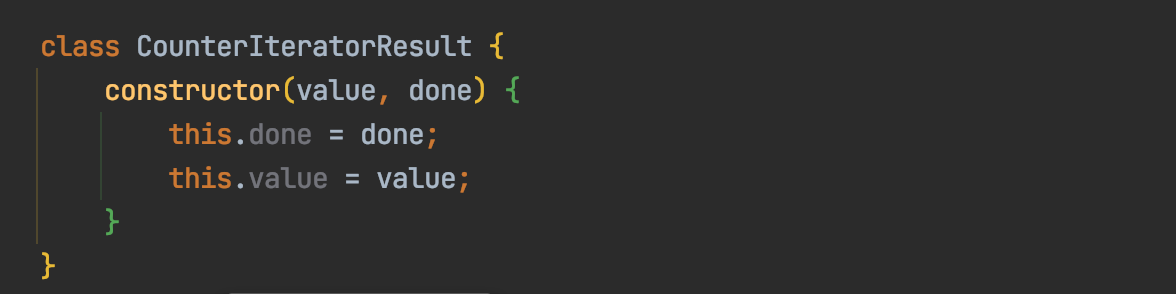 class CounterIteratorResult {
    constructor(value, done) {
        this.done = done;
        this.value = value;
    }
}